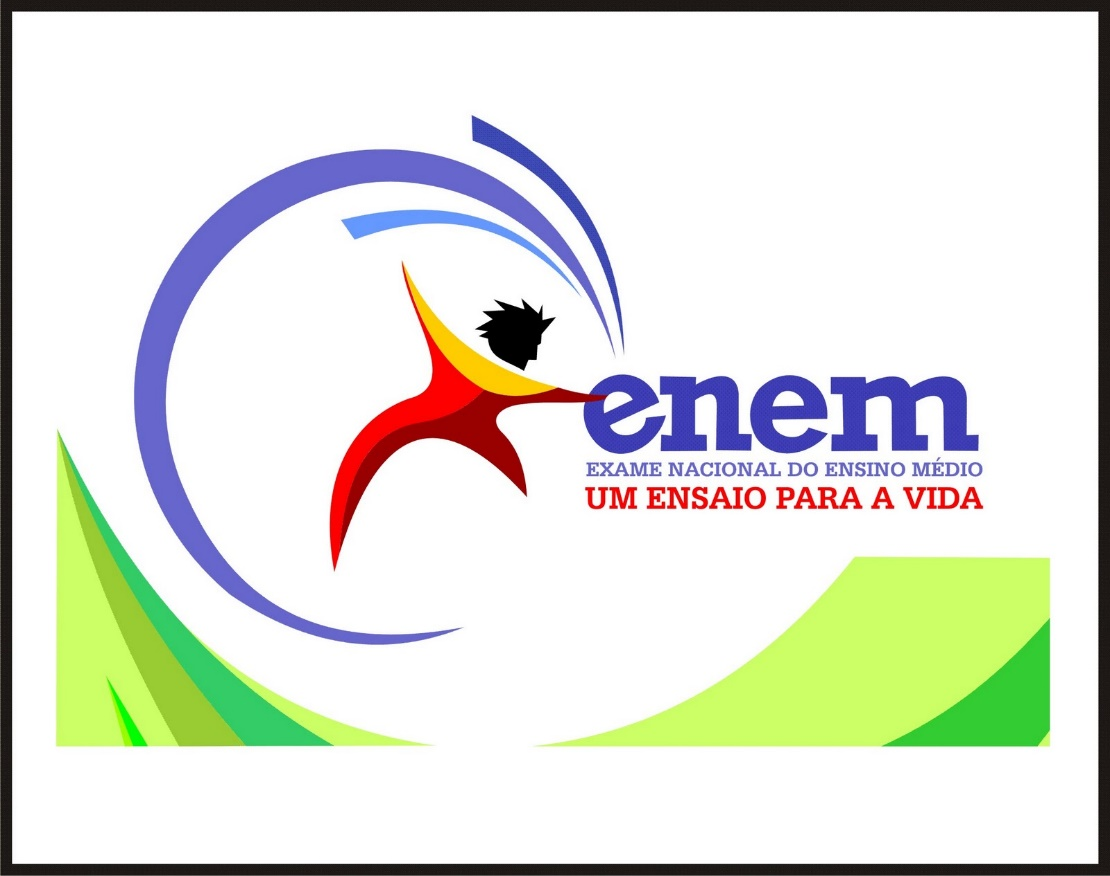 enem
EXAME NACIONAL DO ENSINO MÉDIO
UM ENSAIO PARA A VIDA